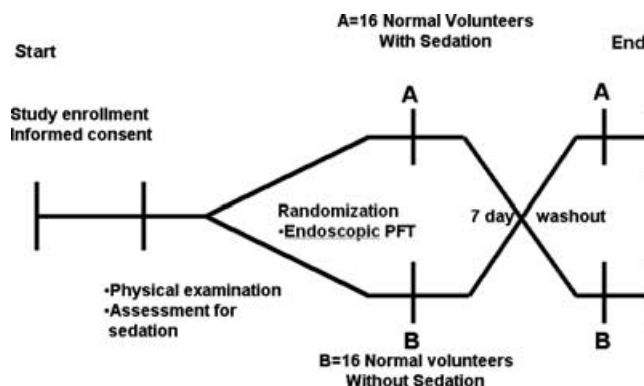 A=16 Normal Volunteers
With Sedation
Start
End
Study enrollment
Informed consent
A
A
Randomization
•Endoscopic PFT
7 day washout
•Physical examination
•Assessment for
sedation
B
B
B=16 Normal volunteers
Without Sedation